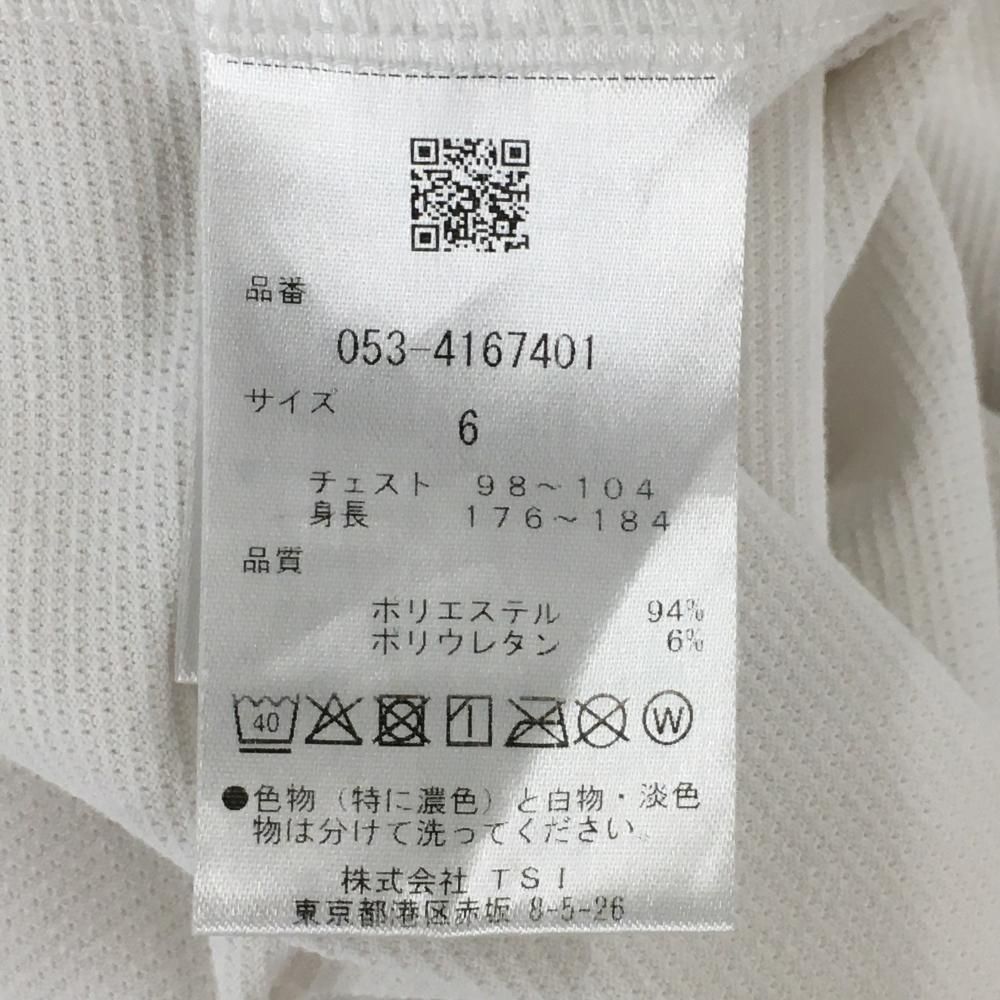 品番
053-4167401
サイズ
6
チェスト 98～104
身長 176～184
品質
ポリエステル 94%
ポリウレタン 6%
40 W
●色物（特に濃色）と白物・淡色
物は分けて洗ってください。
株式会社 TSI
東京都港区赤坂 8-5-26